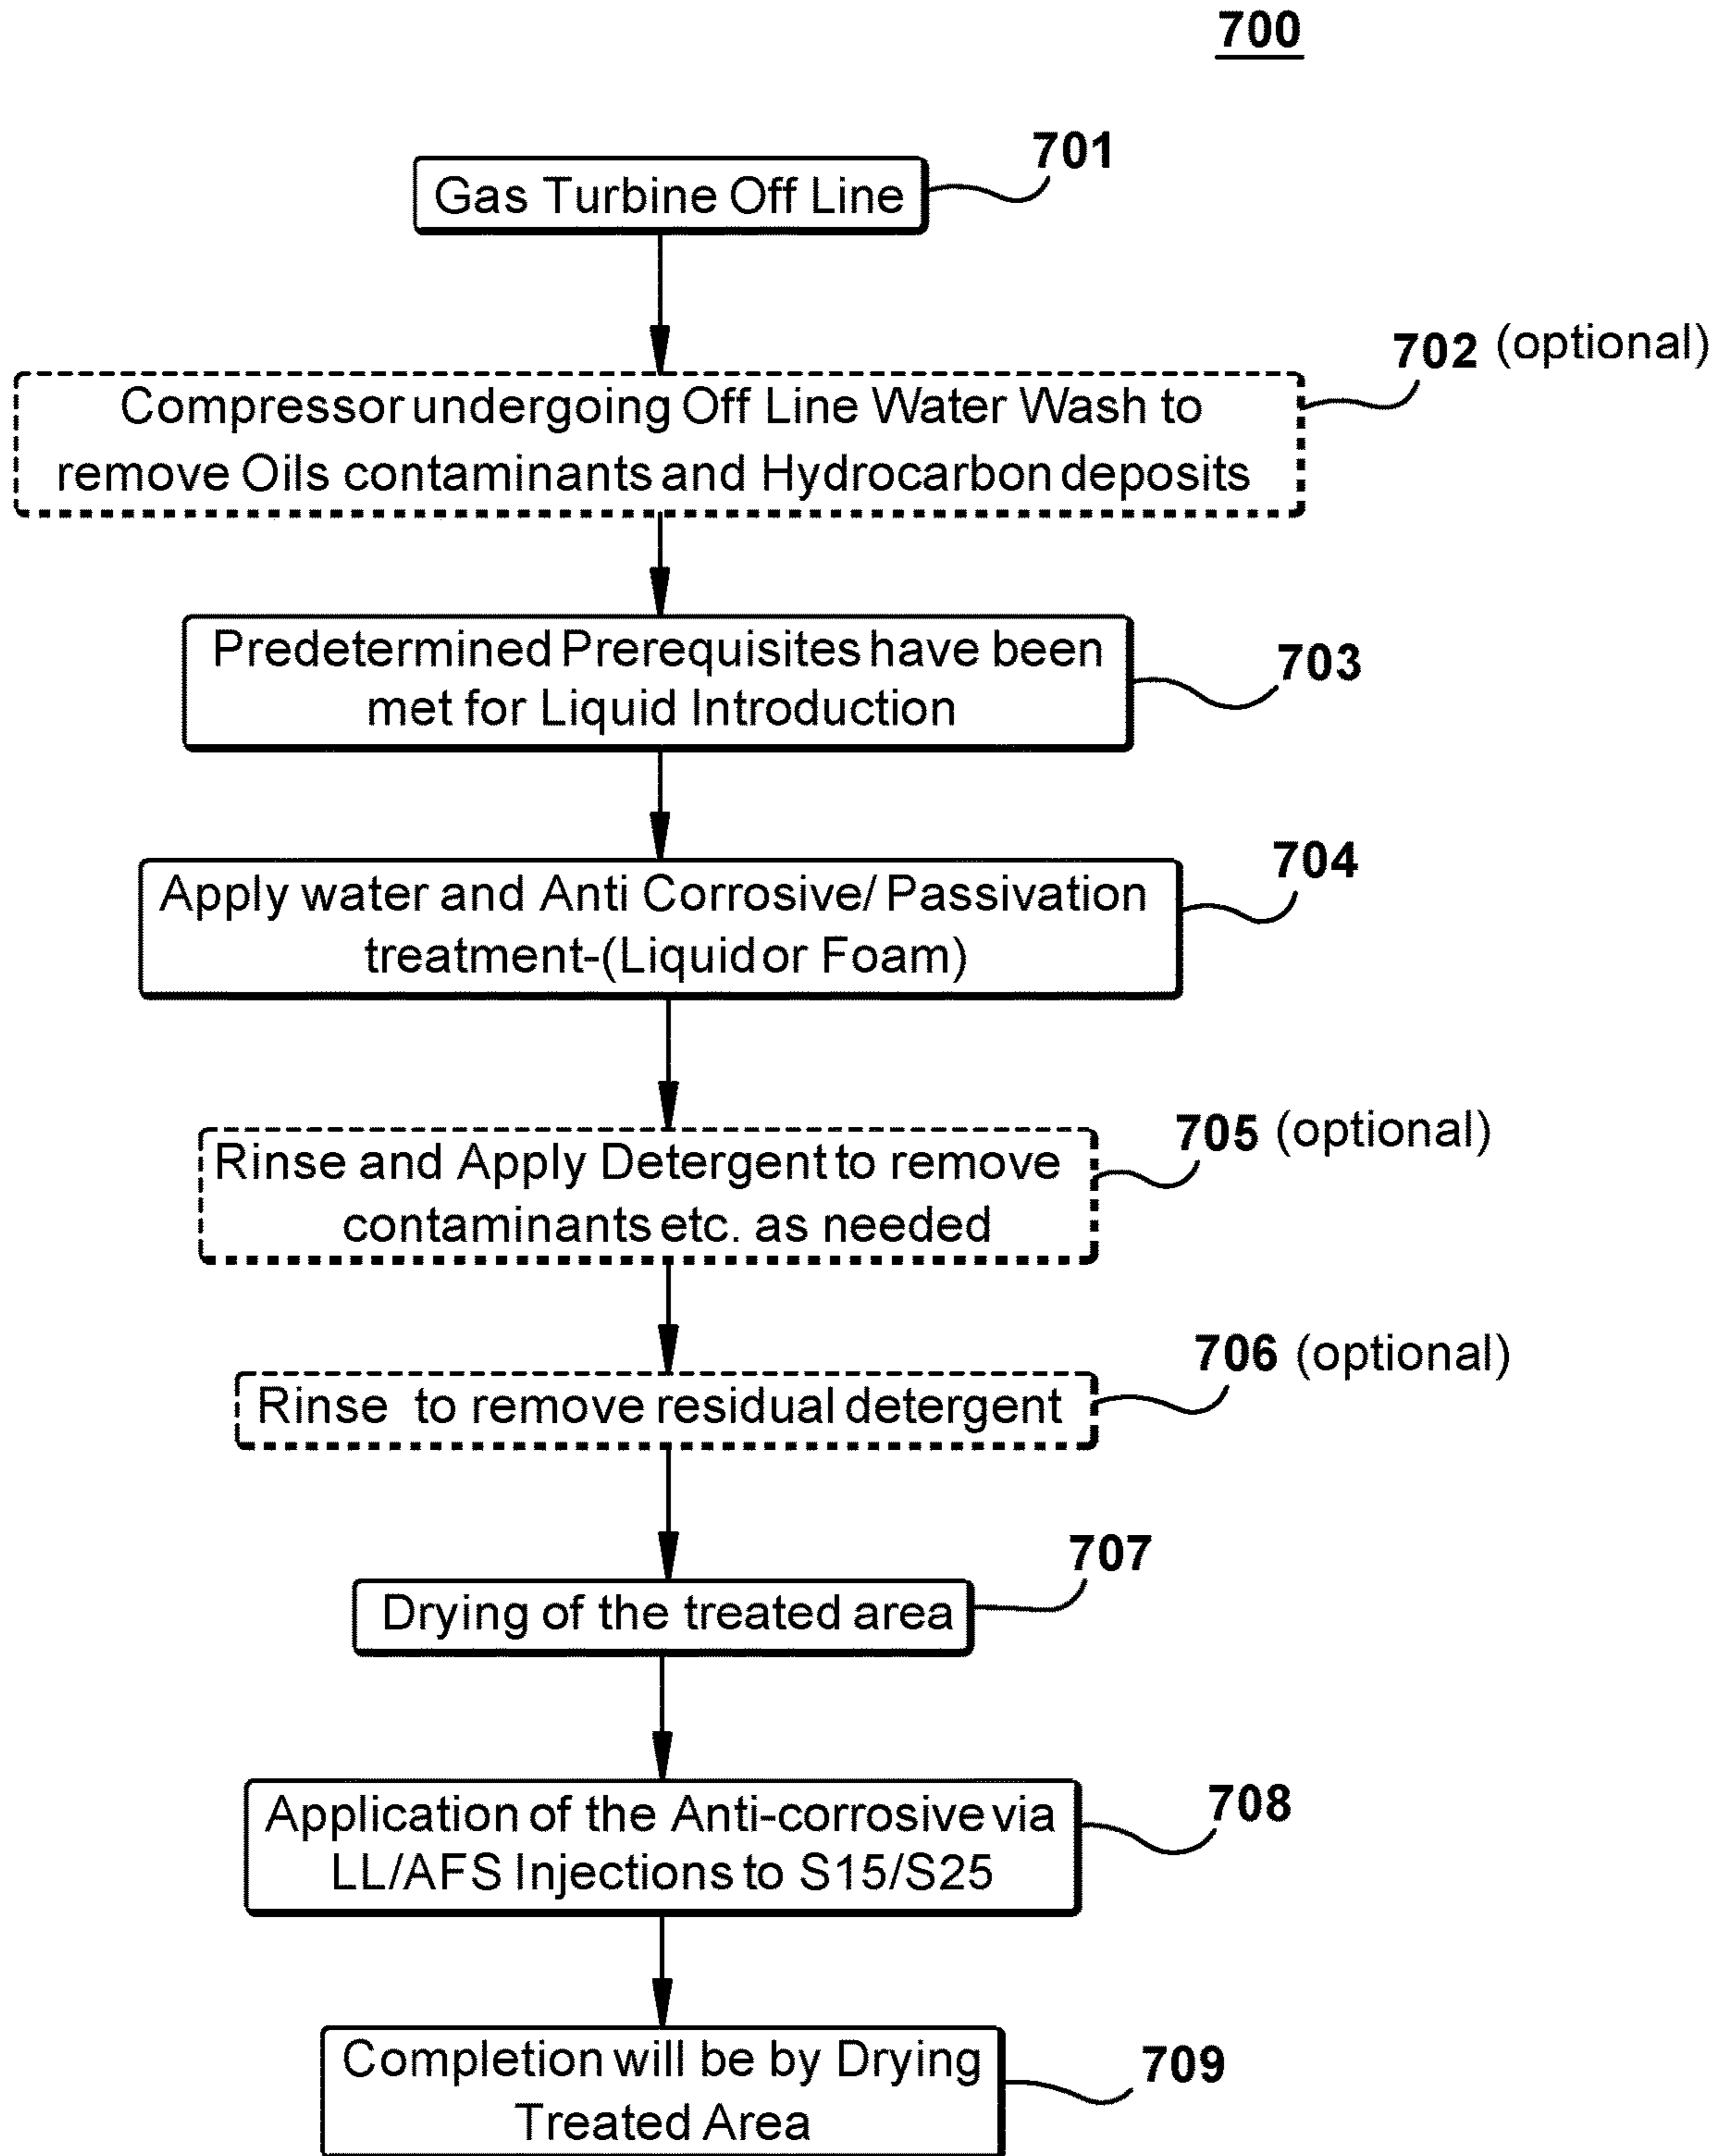 700
701
Gas Turbine Off Line
702 (optional)
Compressor undergoing Off Line Water Wash to
remove Oils contaminants and Hydrocarbon deposits
Predetermined Prerequisites have been
703
met for Liquid Introduction
704
Apply water and Anti Corrosive/ Passivation
treatment-(Liquid or Foam)
705 (optional)
Rinse and Apply Detergent to remove
contaminants etc. as needed
706 (optional)
Rinse to remove residual detergent
707
Drying of the treated area
708
Application of the Anti-corrosive via
LL/AFS Injections to S15/S25
Completion will be by Drying
709
Treated Area